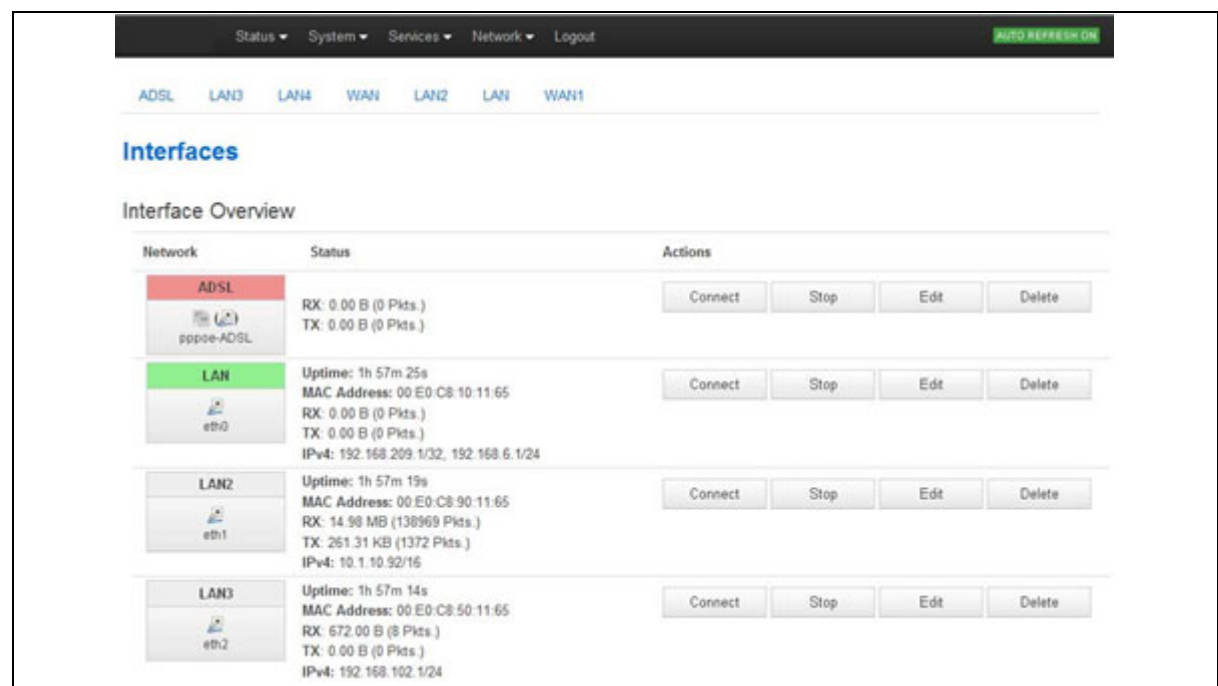 Status System Services Network Logout AUTO REFRESH ON
ADSL LAN3 LAN4 WAN LAN2 LAN WAN1
Interfaces
Interface Overview
Network Status Actions
ADSL
pppoe-ADSL
RX: 0.00 B (0 Pkts.)
TX: 0.00 B (0 Pkts.)
Connect Stop Edit Delete
LAN
eth0
Uptime: 1h 57m 25s
MAC Address: 00:E0:C8:10:11:65
RX: 0.00 B (0 Pkts.)
TX: 0.00 B (0 Pkts.)
IPv4: 192.168.209.1/32, 192.168.6.1/24
Connect Stop Edit Delete
LAN2
eth1
Uptime: 1h 57m 19s
MAC Address: 00:E0:C8:90:11:65
RX: 14.98 MB (138969 Pkts.)
TX: 261.31 KB (1372 Pkts.)
IPv4: 10.1.10.92/16
Connect Stop Edit Delete
LAN3
eth2
Uptime: 1h 57m 14s
MAC Address: 00:E0:C8:50:11:65
RX: 672.00 B (8 Pkts.)
TX: 0.00 B (0 Pkts.)
IPv4: 192.168.102.1/24
Connect Stop Edit Delete